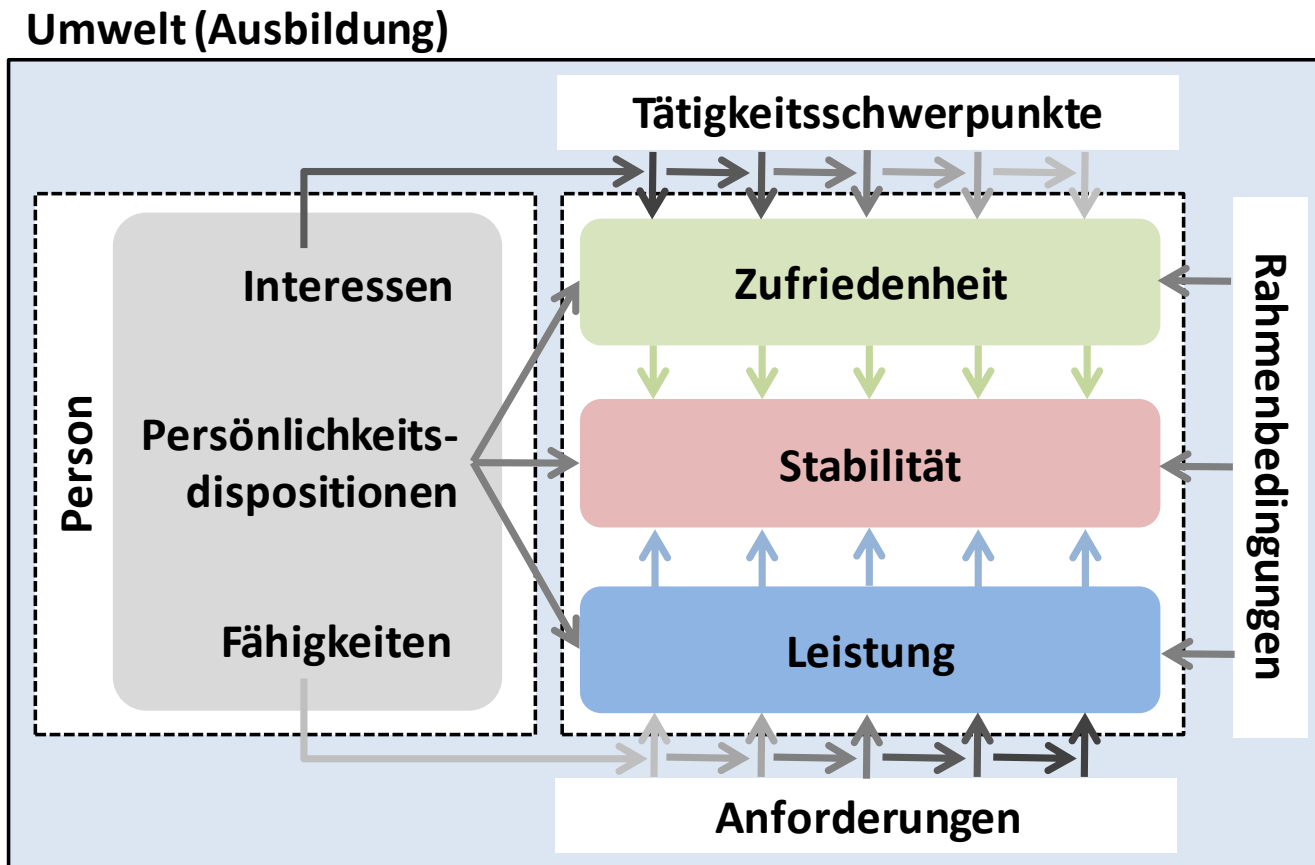 Umwelt (Ausbildung)
Tätigkeitsschwerpunkte
Person
Interessen
Persönlichkeits-
dispositionen
Fähigkeiten
Zufriedenheit
Stabilität
Leistung
Rahmenbedingungen
Anforderungen